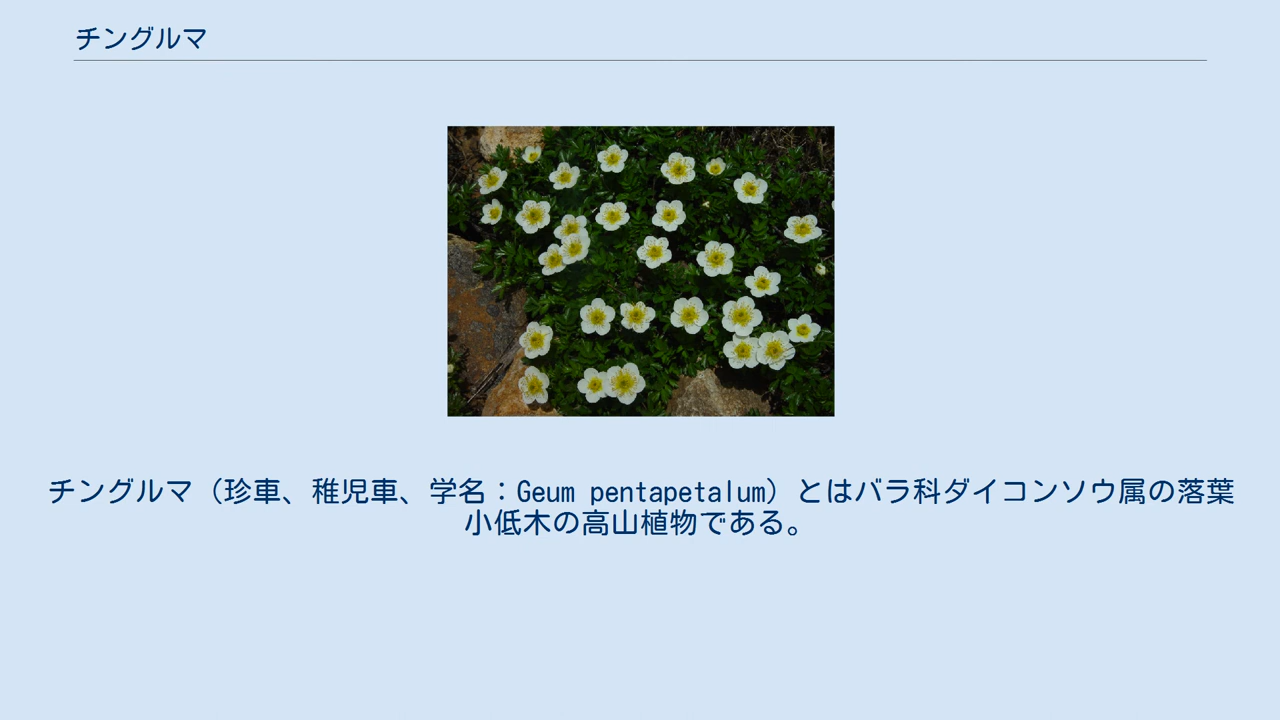 チングルマ
チングルマ（珍車、稚児車、学名：Geum pentapetalum）とはバラ科ダイコンソウ属の落葉
小低木の高山植物である。